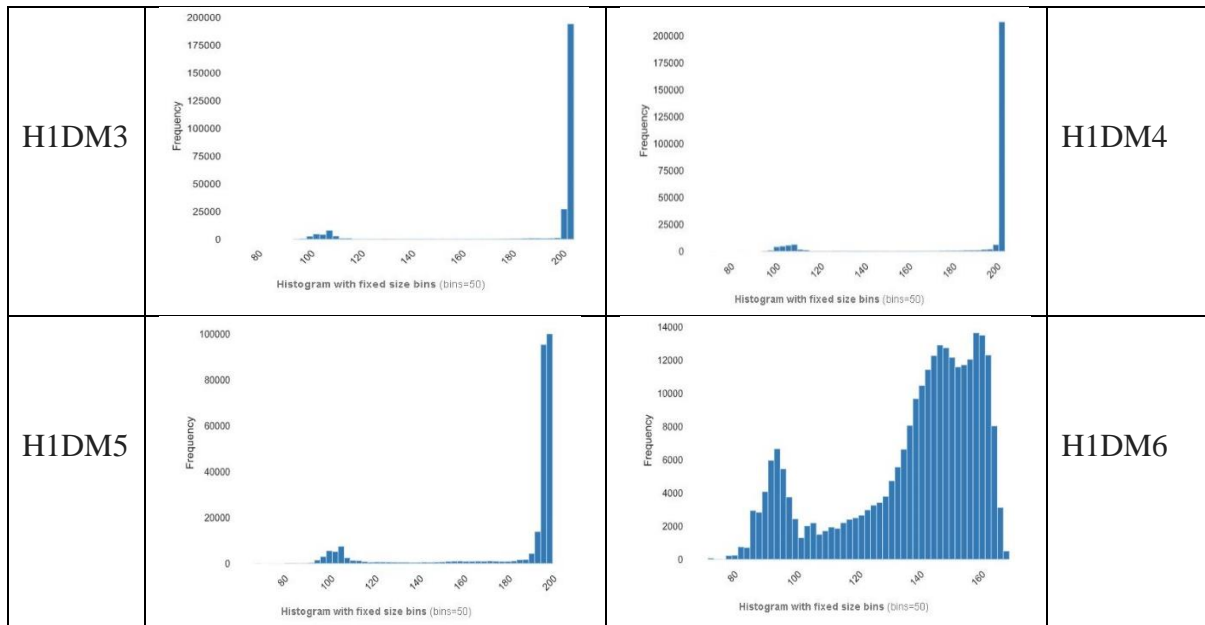 H1DM3
200000
175000
150000
125000
100000
75000
50000
25000
0
Frequency
80 100 120 140 160 180 200
Histogram with fixed size bins (bins=50)
200000
175000
150000
125000
100000
75000
50000
25000
0
Frequency
80 100 120 140 160 180 200
Histogram with fixed size bins (bins=50)
H1DM4
H1DM5
100000
80000
60000
40000
20000
0
Frequency
80 100 120 140 160 180 200
Histogram with fixed size bins (bins=50)
14000
12000
10000
8000
6000
4000
2000
0
Frequency
80 100 120 140 160
Histogram with fixed size bins (bins=50)
H1DM6